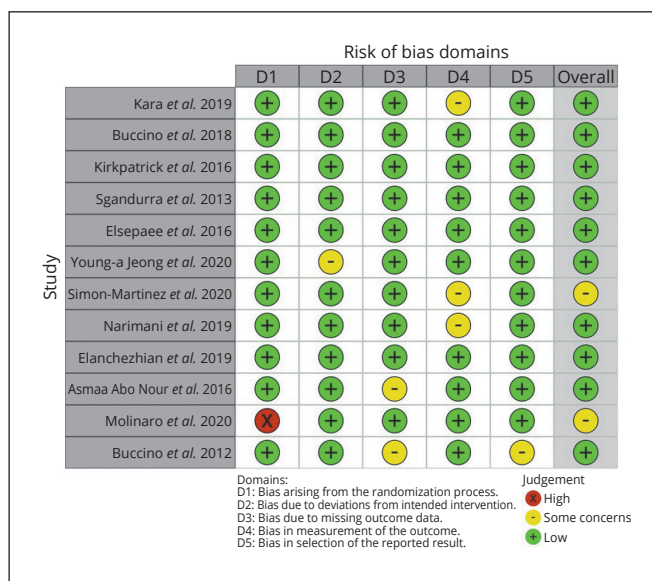 Risk of bias domains
D1 D2 D3 D4 D5 Overall
Study
Kara et al. 2019 + + + - + +
Buccino et al. 2018 + + + + + +
Kirkpatrick et al. 2016 + + + + + +
Sgandurra et al. 2013 + + + + + +
Elsepaee et al. 2016 + + + + + +
Young-a Jeong et al. 2020 + - + + + +
Simon-Martinez et al. 2020 + + + - + -
Narimani et al. 2019 + + + - + +
Elanchezhian et al. 2019 + + + + + +
Asmaa Abo Nour et al. 2016 + + - + + +
Molinaro et al. 2020 X + + + + -
Buccino et al. 2012 + + - + - +
Domains:
D1: Bias arising from the randomization process.
D2: Bias due to deviations from intended intervention.
D3: Bias due to missing outcome data.
D4: Bias in measurement of the outcome.
D5: Bias in selection of the reported result.
Judgement
X High
- Some concerns
+ Low